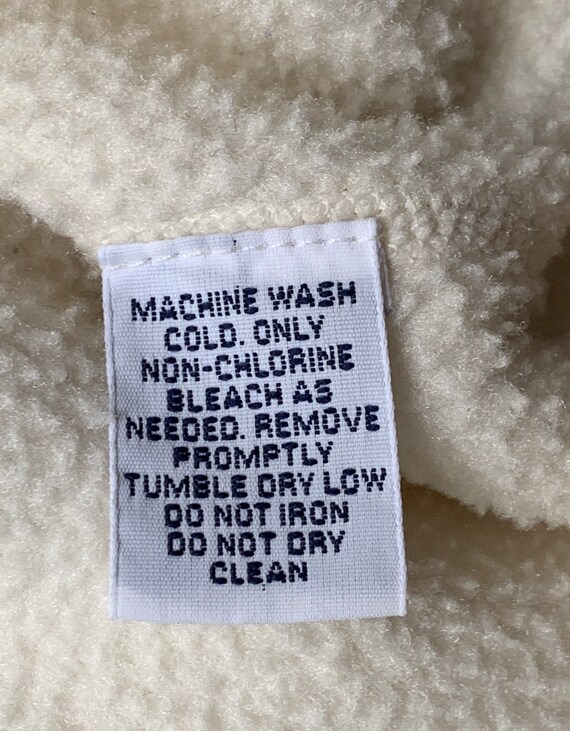 MACHINE WASH
COLD. ONLY
NON-CHLORINE
BLEACH AS
NEEDED. REMOVE
PROMPTLY
TUMBLE DRY LOW
DO NOT IRON
DO NOT DRY
CLEAN